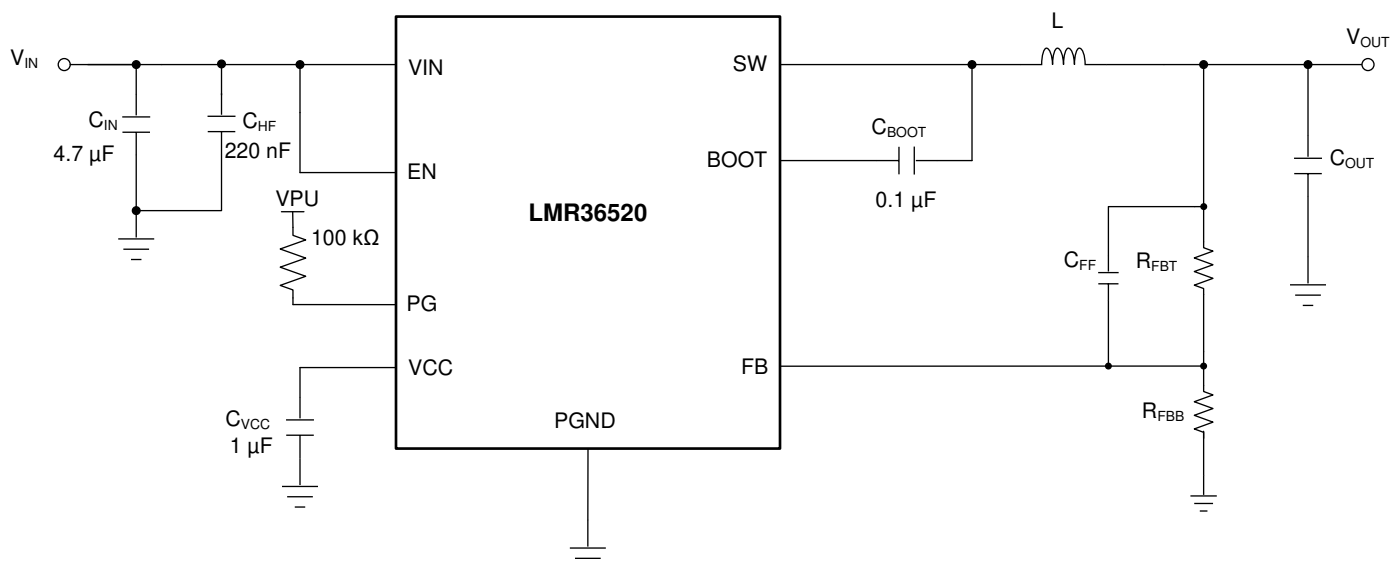 L
V_OUT
V_IN
VIN
SW
C_IN
4.7 µF
C_HF
220 nF
C_BOOT
0.1 µF
BOOT
EN
C_OUT
VPU
100 kΩ
LMR36520
C_FF
R_FBT
PG
VCC
FB
C_VCC
1 µF
PGND
R_FBB